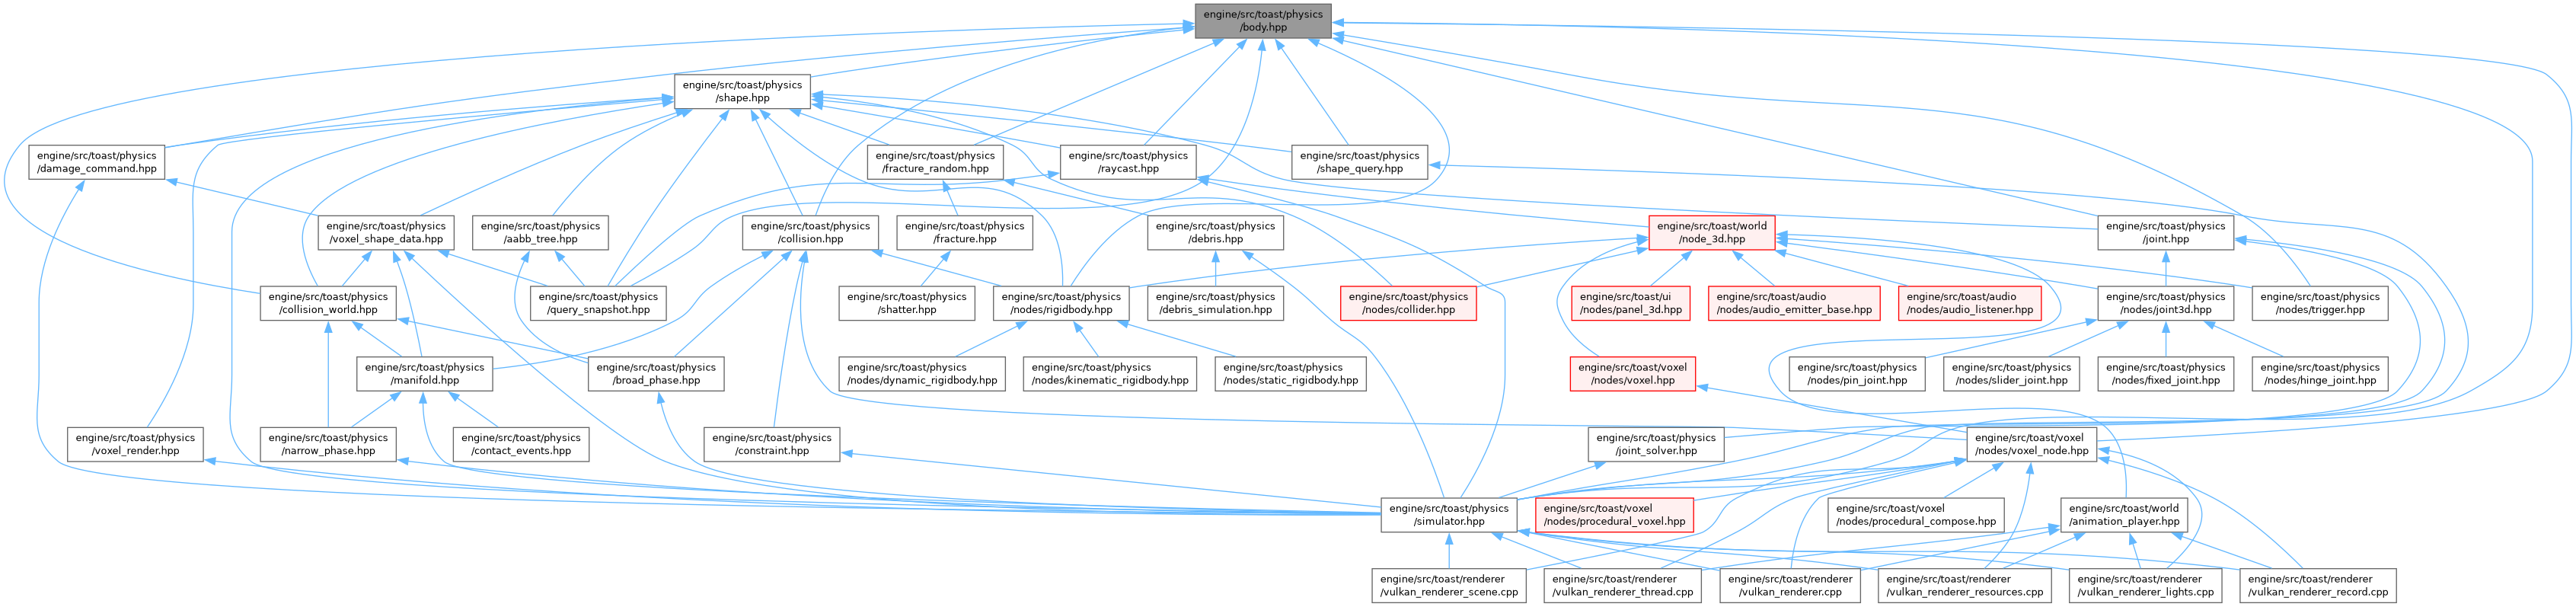 engine/src/toast/physics
/body.hpp
engine/src/toast/physics
/shape.hpp
engine/src/toast/physics
/damage_command.hpp
engine/src/toast/physics
/fracture_random.hpp
engine/src/toast/physics
/raycast.hpp
engine/src/toast/physics
/shape_query.hpp
engine/src/toast/physics
/voxel_shape_data.hpp
engine/src/toast/physics
/aabb_tree.hpp
engine/src/toast/physics
/collision.hpp
engine/src/toast/physics
/fracture.hpp
engine/src/toast/physics
/debris.hpp
engine/src/toast/world
/node_3d.hpp
engine/src/toast/physics
/joint.hpp
engine/src/toast/physics
/collision_world.hpp
engine/src/toast/physics
/query_snapshot.hpp
engine/src/toast/physics
/shatter.hpp
engine/src/toast/physics
/nodes/rigidbody.hpp
engine/src/toast/physics
/debris_simulation.hpp
engine/src/toast/physics
/nodes/collider.hpp
engine/src/toast/ui
/nodes/panel_3d.hpp
engine/src/toast/audio
/nodes/audio_emitter_base.hpp
engine/src/toast/audio
/nodes/audio_listener.hpp
engine/src/toast/physics
/nodes/joint3d.hpp
engine/src/toast/physics
/nodes/trigger.hpp
engine/src/toast/physics
/manifold.hpp
engine/src/toast/physics
/broad_phase.hpp
engine/src/toast/physics
/nodes/dynamic_rigidbody.hpp
engine/src/toast/physics
/nodes/kinematic_rigidbody.hpp
engine/src/toast/physics
/nodes/static_rigidbody.hpp
engine/src/toast/voxel
/nodes/voxel.hpp
engine/src/toast/physics
/nodes/pin_joint.hpp
engine/src/toast/physics
/nodes/slider_joint.hpp
engine/src/toast/physics
/nodes/fixed_joint.hpp
engine/src/toast/physics
/nodes/hinge_joint.hpp
engine/src/toast/physics
/voxel_render.hpp
engine/src/toast/physics
/narrow_phase.hpp
engine/src/toast/physics
/contact_events.hpp
engine/src/toast/physics
/constraint.hpp
engine/src/toast/physics
/joint_solver.hpp
engine/src/toast/voxel
/nodes/voxel_node.hpp
engine/src/toast/physics
/simulator.hpp
engine/src/toast/voxel
/nodes/procedural_voxel.hpp
engine/src/toast/voxel
/nodes/procedural_compose.hpp
engine/src/toast/world
/animation_player.hpp
engine/src/toast/renderer
/vulkan_renderer_scene.cpp
engine/src/toast/renderer
/vulkan_renderer_thread.cpp
engine/src/toast/renderer
/vulkan_renderer.cpp
engine/src/toast/renderer
/vulkan_renderer_resources.cpp
engine/src/toast/renderer
/vulkan_renderer_lights.cpp
engine/src/toast/renderer
/vulkan_renderer_record.cpp